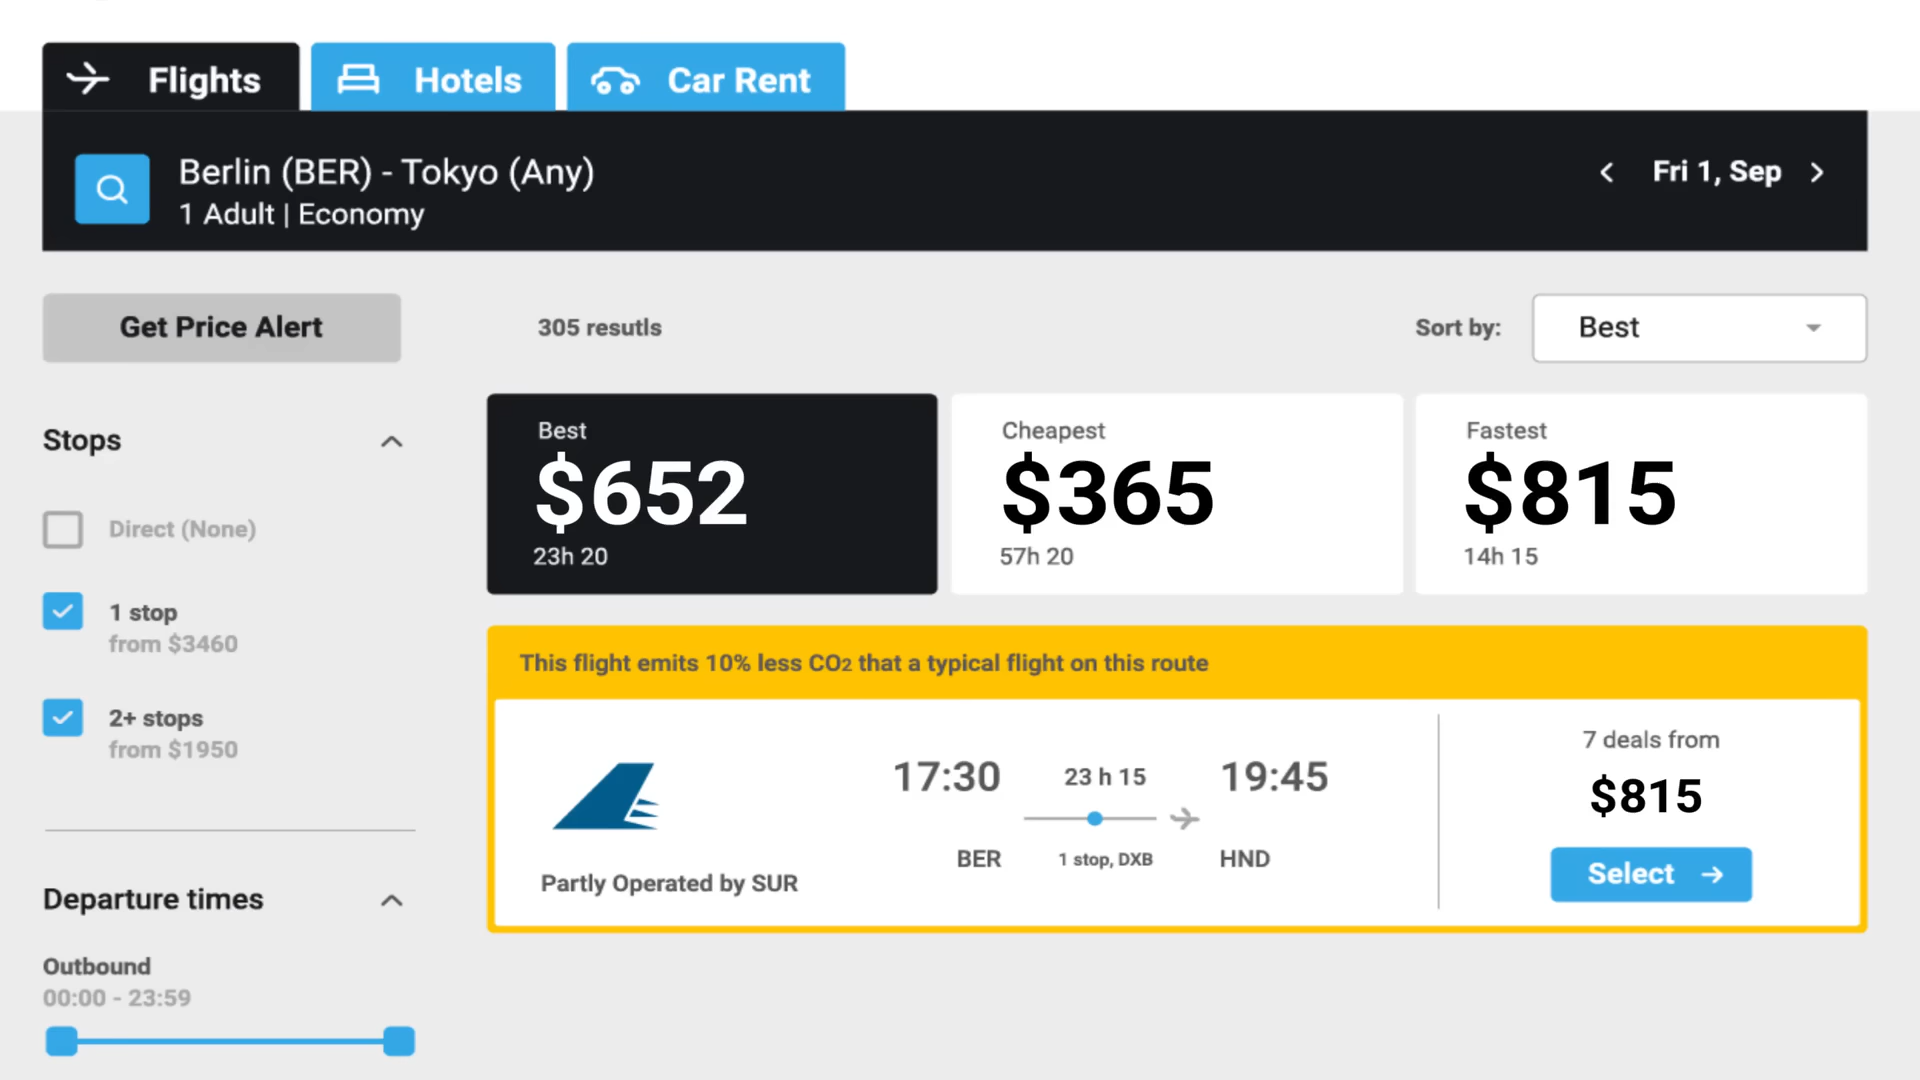 Flights
Hotels
Car Rent
Berlin (BER) - Tokyo (Any)
1 Adult | Economy
Fri 1, Sep
Get Price Alert
305 resutls
Sort by:
Best
Stops
Direct (None)
1 stop
from $3460
2+ stops
from $1950
Departure times
Outbound
00:00 - 23:59
Best
$652
23h 20
Cheapest
$365
57h 20
Fastest
$815
14h 15
This flight emits 10% less CO2 that a typical flight on this route
Partly Operated by SUR
17:30
23 h 15
19:45
BER
1 stop, DXB
HND
7 deals from
$815
Select